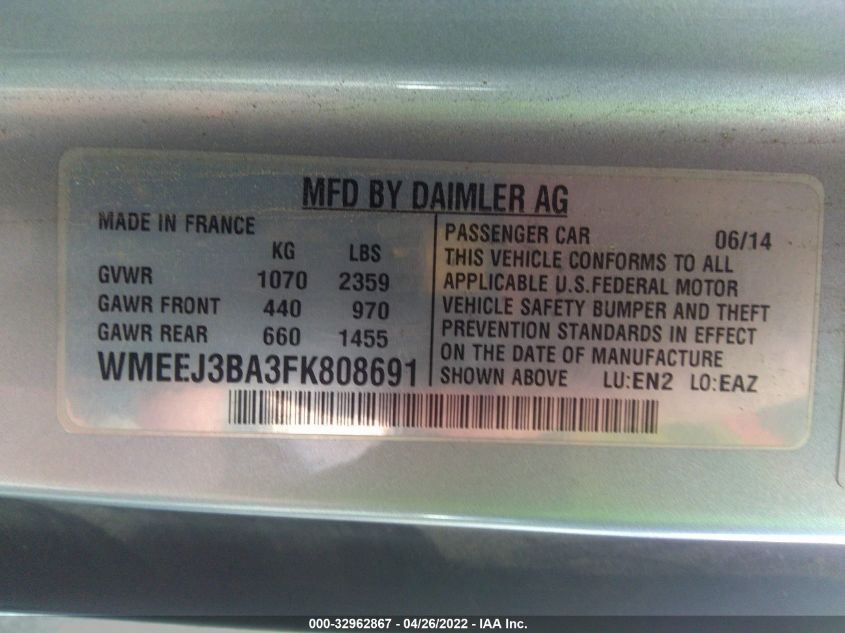 MFD BY DAIMLER AG
MADE IN FRANCE
KG LBS
GVWR 1070 2359
GAWR FRONT 440 970
GAWR REAR 660 1455
WMEEJ3BA3FK808691
PASSENGER CAR 06/14
THIS VEHICLE CONFORMS TO ALL
APPLICABLE U.S.FEDERAL MOTOR
VEHICLE SAFETY BUMPER AND THEFT
PREVENTION STANDARDS IN EFFECT
ON THE DATE OF MANUFACTURE
SHOWN ABOVE LU:EN2 LO:EAZ
000-32962867 - 04/26/2022 - IAA Inc.